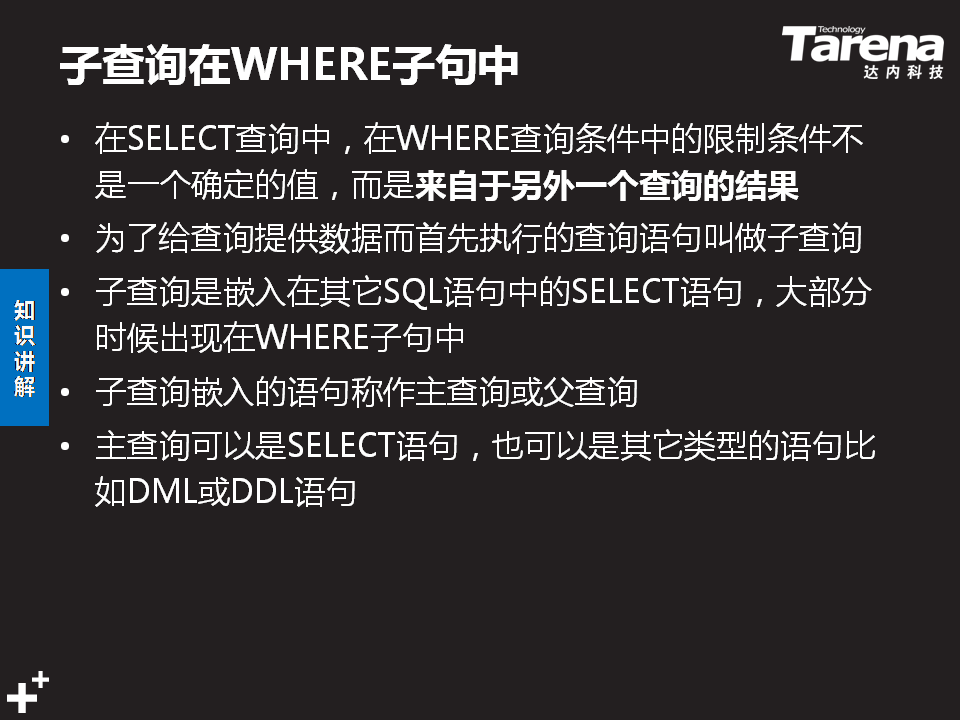 子查询在WHERE子句中
Technology
Tarena
达内科技
• 在SELECT查询中，在WHERE查询条件中的限制条件不
是一个确定的值，而是来自于另外一个查询的结果
• 为了给查询提供数据而首先执行的查询语句叫做子查询
• 子查询是嵌入在其它SQL语句中的SELECT语句，大部分
时候出现在WHERE子句中
• 子查询嵌入的语句称作主查询或父查询
• 主查询可以是SELECT语句，也可以是其它类型的语句比
如DML或DDL语句
知
识
讲
解